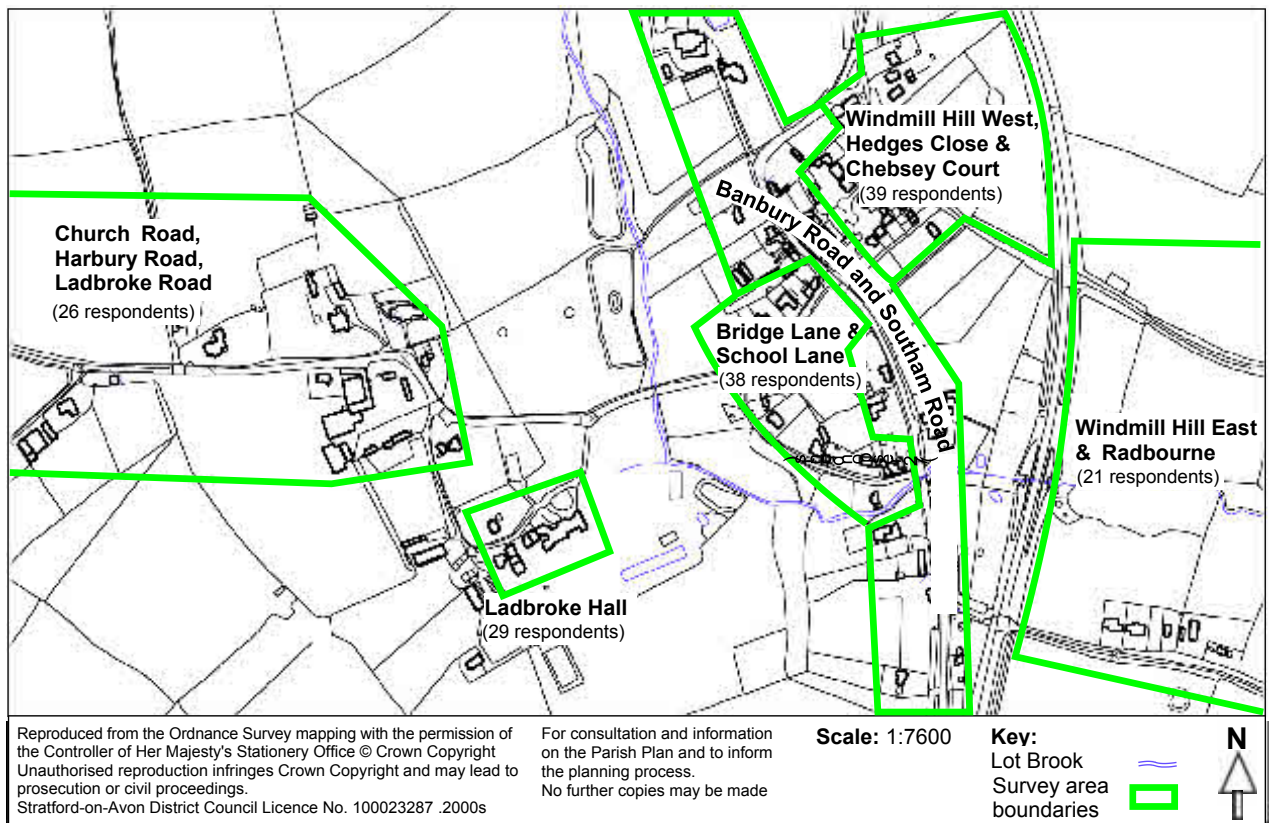 Church Road,
Harbury Road,
Ladbroke Road
(26 respondents)
Windmill Hill West,
Hedges Close &
Chebsey Court
(39 respondents)
Banbury Road and Southam Road
Bridge Lane &
School Lane
(38 respondents)
Windmill Hill East
& Radbourne
(21 respondents)
Ladbroke Hall
(29 respondents)
Reproduced from the Ordnance Survey mapping with the permission of
the Controller of Her Majesty's Stationery Office © Crown Copyright
Unauthorised reproduction infringes Crown Copyright and may lead to
prosecution or civil proceedings.
Stratford-on-Avon District Council Licence No. 100023287 .2000s
For consultation and information
on the Parish Plan and to inform
the planning process.
No further copies may be made
Scale: 1:7600
Key:
Lot Brook
Survey area
boundaries
N